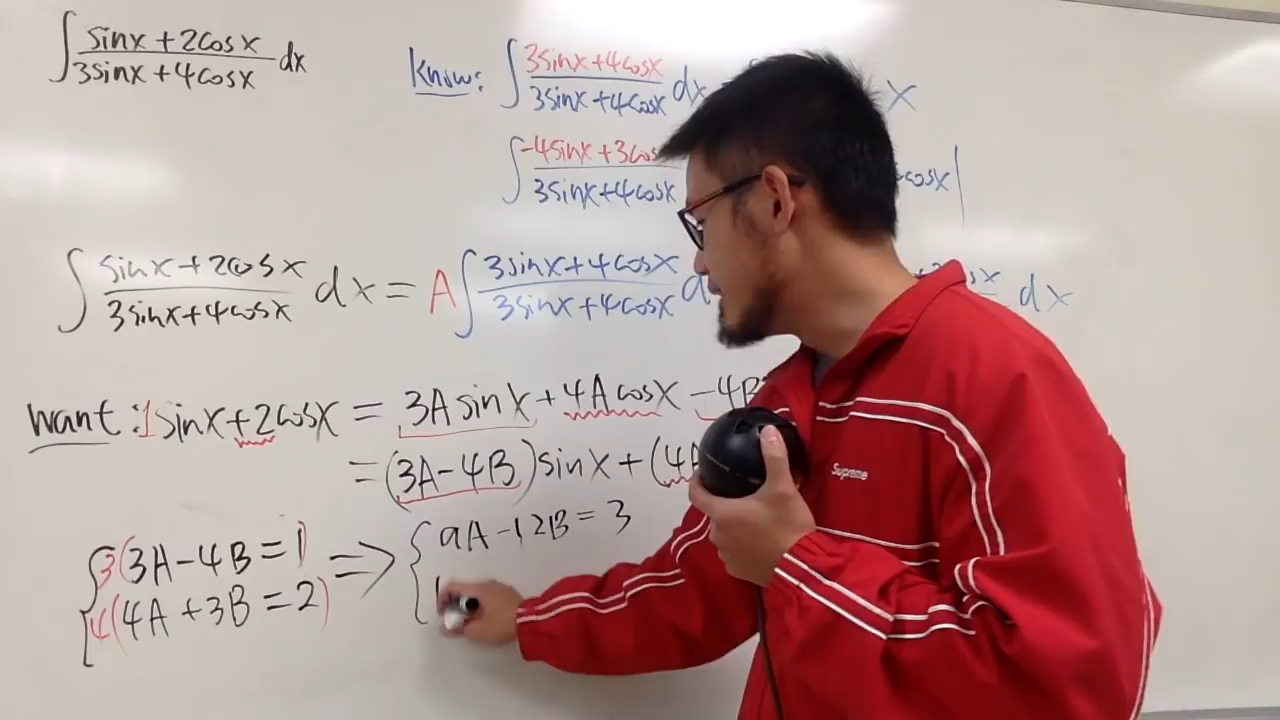 ∫ sinx + 2cosx / 3sinx + 4cosx dx
Know: ∫ 3sinx + 4cosx / 3sinx + 4cosx dx x
∫ -4sinx + 3cos / 3sinx + 4cosx cosx|
∫ sinx + 2cosx / 3sinx + 4cosx dx = A ∫ 3sinx + 4cosx / 3sinx + 4cosx d dx
want: 1sinx + 2cosx = 3A sinx + 4A cosx - 4B
= (3A - 4B) sinx + (4A
3(3A - 4B = 1) ⇒ { 9A - 12B = 3
4(4A + 3B = 2)
Supreme